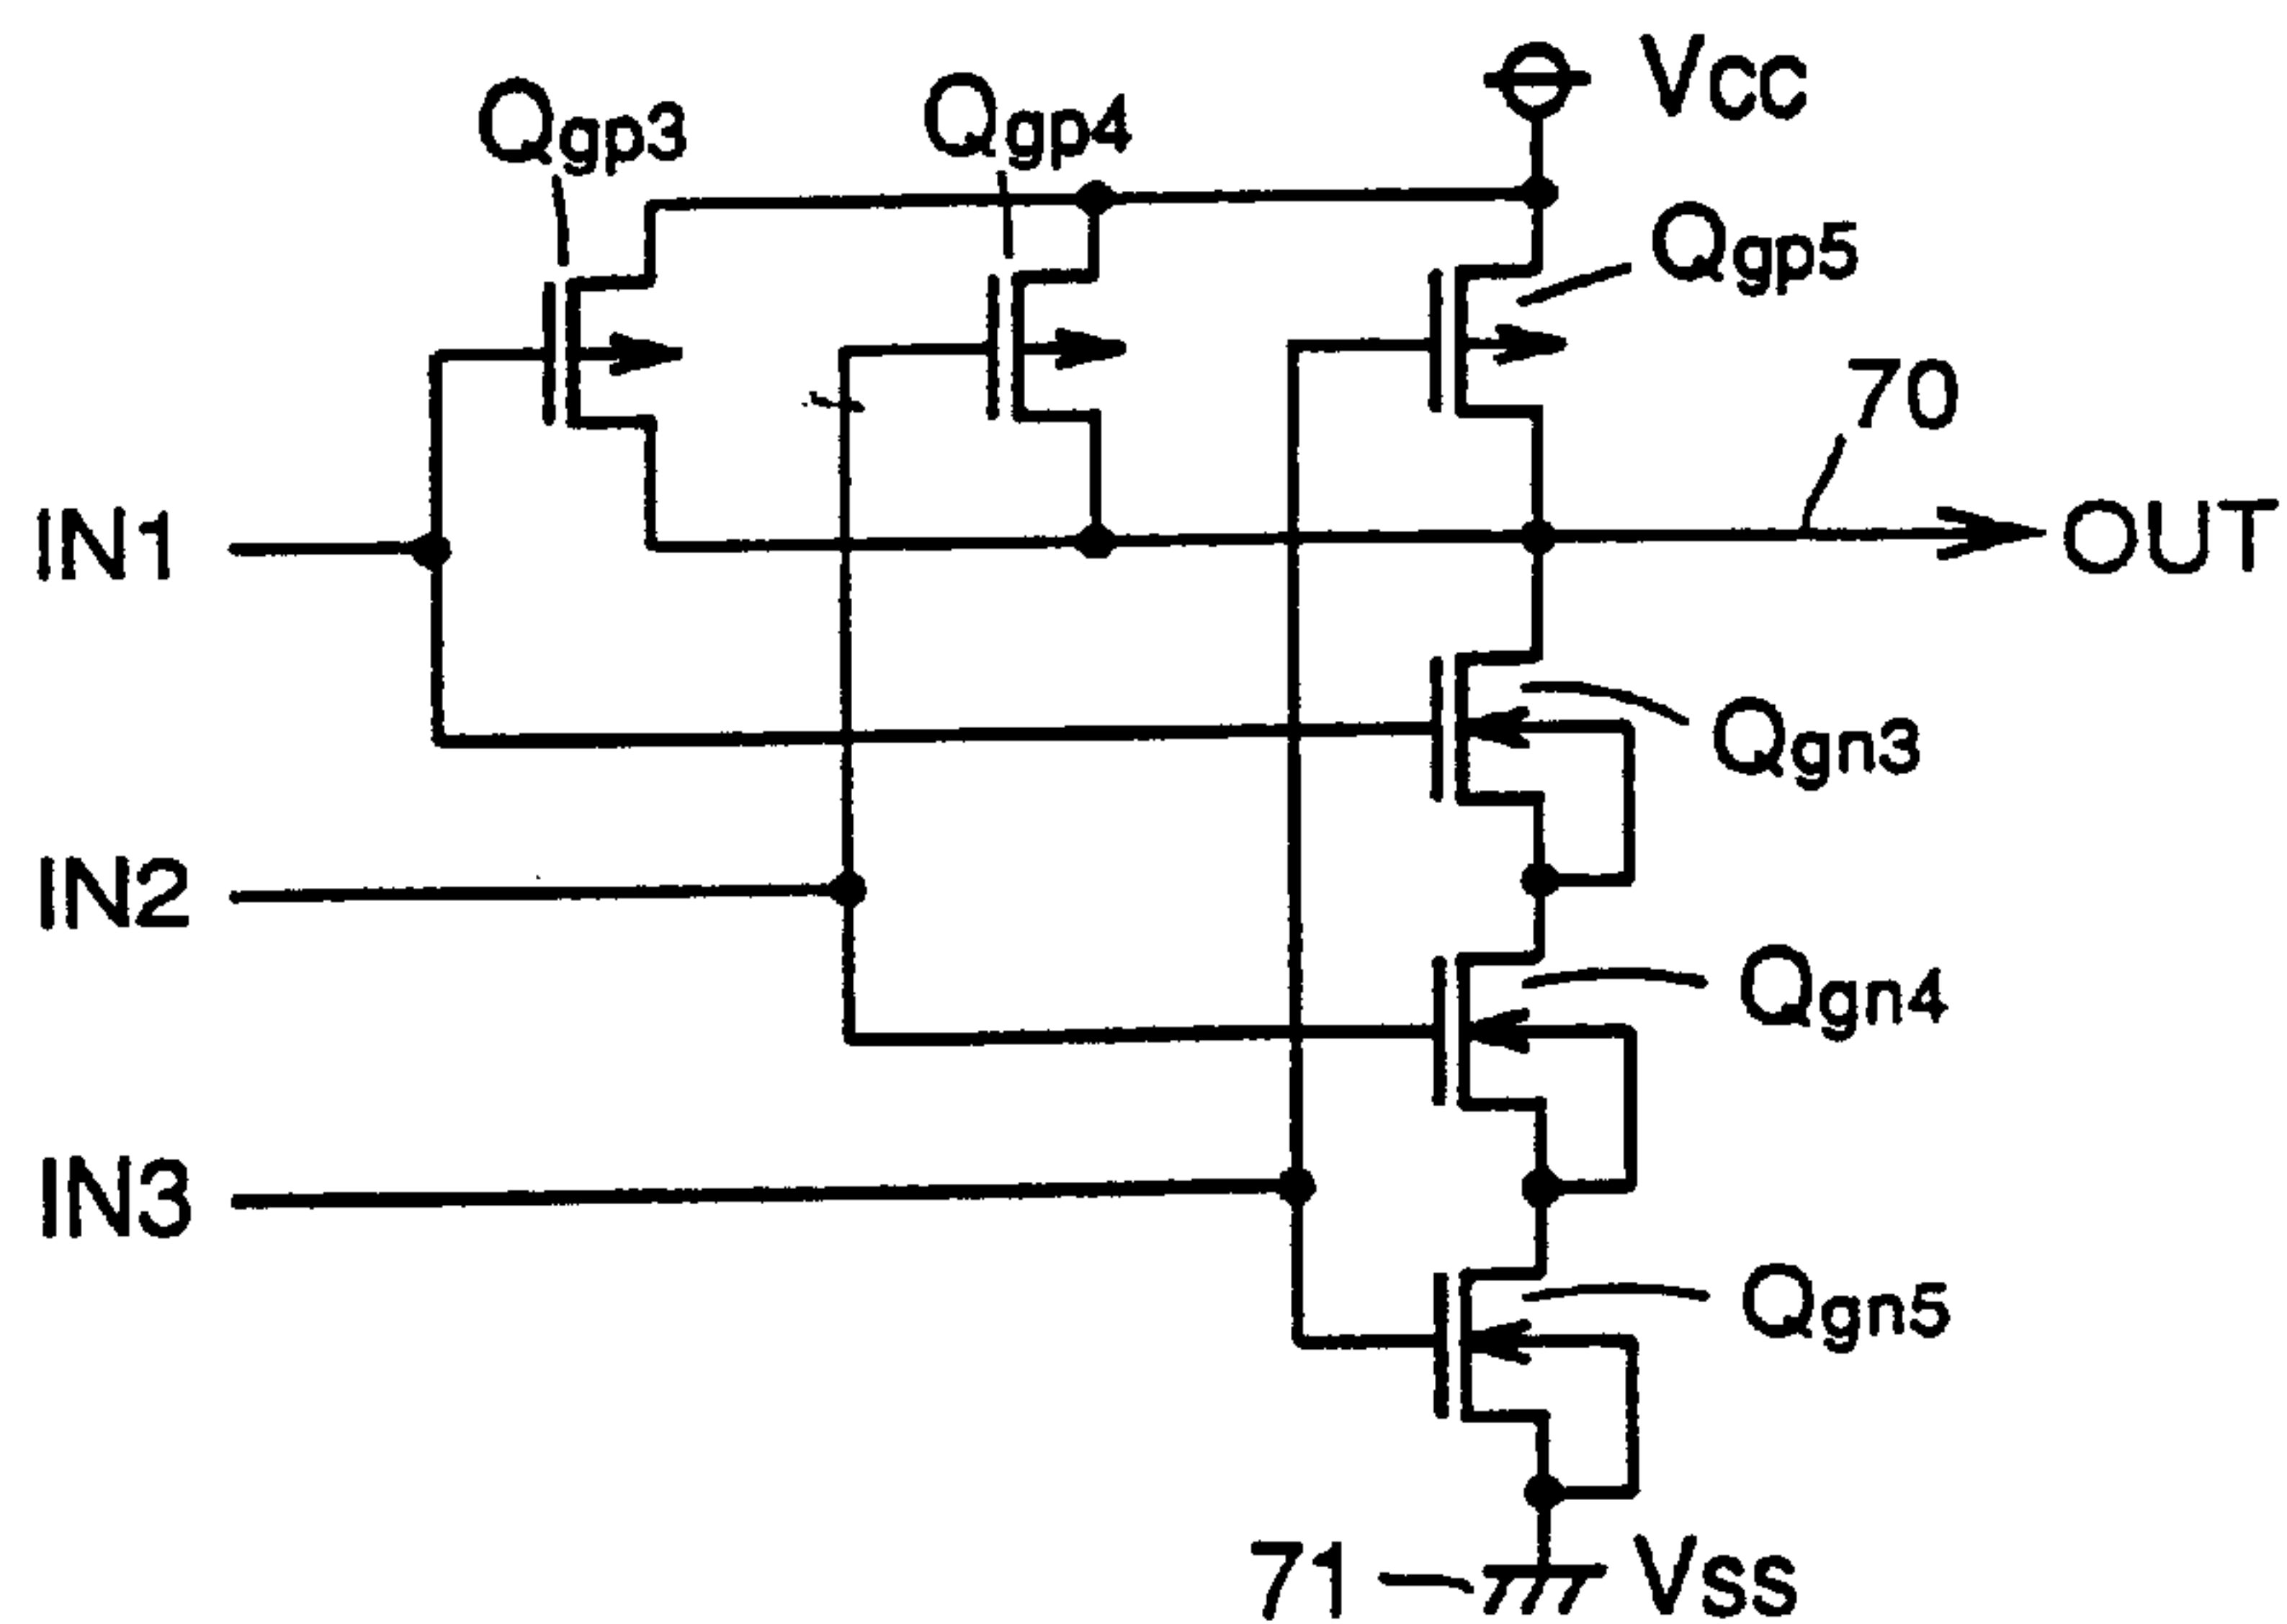 Qgp3
Qgp4
Vcc
Qgp5
70
IN1
OUT
Qgn3
IN2
Qgn4
IN3
Qgn5
71
Vss